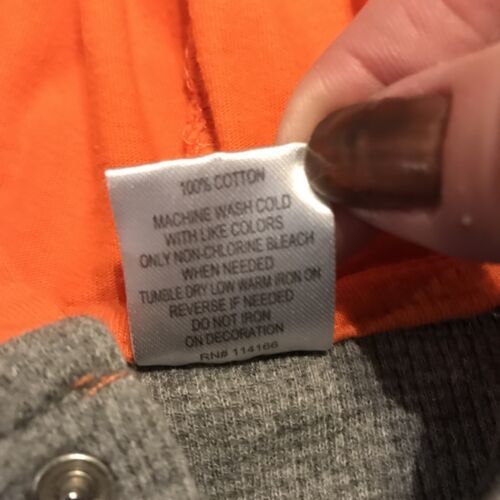 100% COTTON
MACHINE WASH COLD
WITH LIKE COLORS
ONLY NON-CHLORINE BLEACH
WHEN NEEDED
TUMBLE DRY LOW WARM IRON ON
REVERSE IF NEEDED
DO NOT IRON
ON DECORATION
RN# 114166